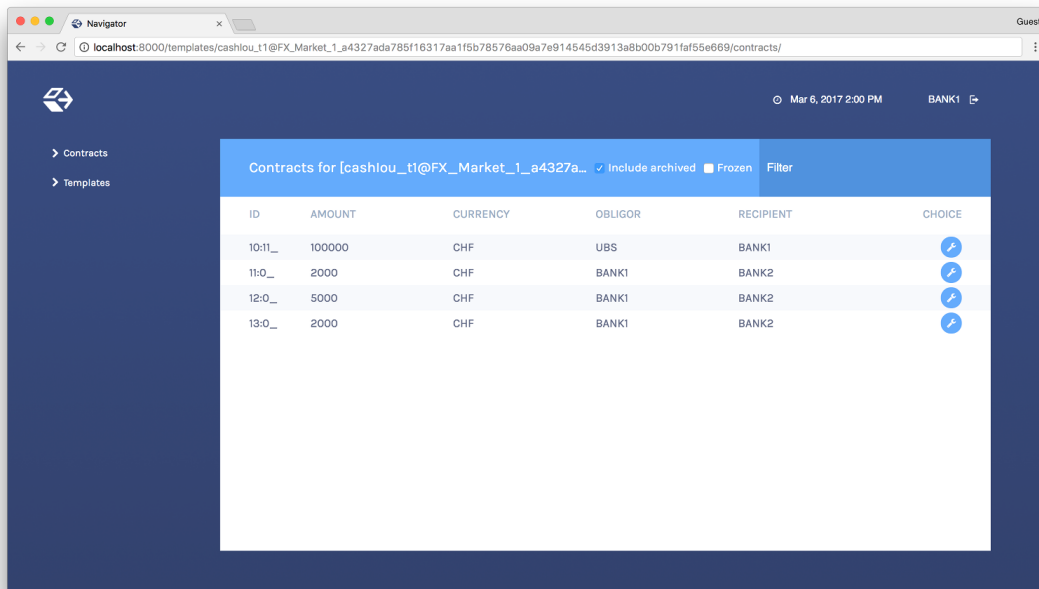 Navigator
Guest
localhost:8000/templates/cashlou_t1@FX_Market_1_a4327ada785f16317aa1f5b78576aa09a7e914545d3913a8b00b791faf55e669/contracts/
Mar 6, 2017 2:00 PM BANK1
Contracts
Templates
Contracts for [cashlou_t1@FX_Market_1_a4327a... Include archived Frozen Filter
ID AMOUNT CURRENCY OBLIGOR RECIPIENT CHOICE
10:11_ 100000 CHF UBS BANK1
11:0_ 2000 CHF BANK1 BANK2
12:0_ 5000 CHF BANK1 BANK2
13:0_ 2000 CHF BANK1 BANK2